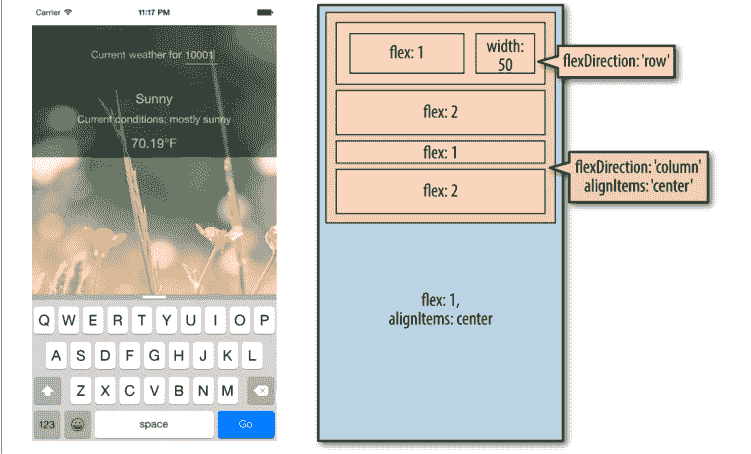 Carrier
11:17 PM
Current weather for 10001
Sunny
Current conditions: mostly sunny
70.19°F
Q W E R T Y U I O P
A S D F G H J K L
Z X C V B N M
123
space
Go
flex: 1
width:
50
flexDirection: 'row'
flex: 2
flex: 1
flex: 2
flexDirection: 'column'
alignItems: 'center'
flex: 1,
alignItems: center